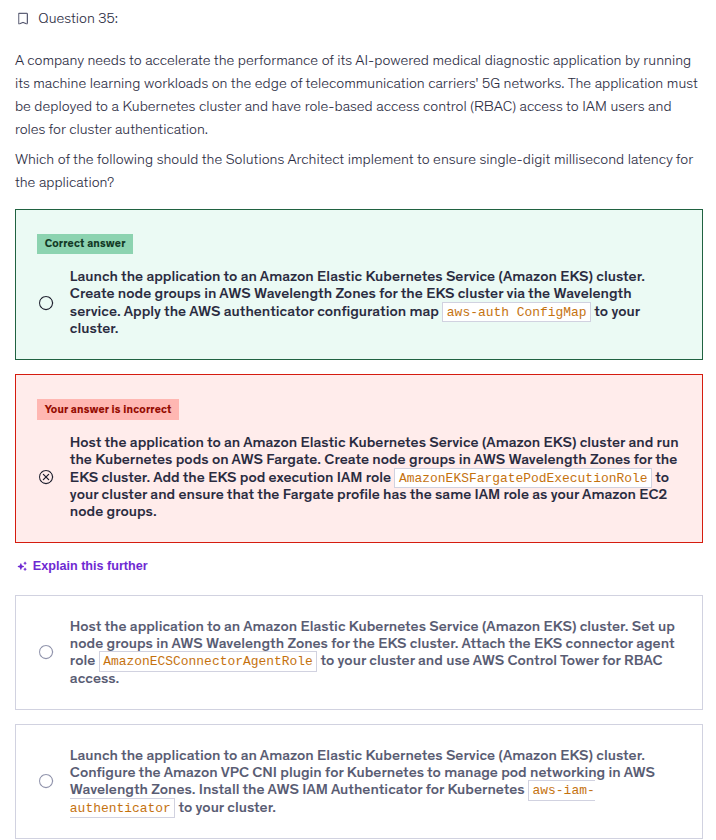 Question 35:
A company needs to accelerate the performance of its AI-powered medical diagnostic application by running
its machine learning workloads on the edge of telecommunication carriers' 5G networks. The application must
be deployed to a Kubernetes cluster and have role-based access control (RBAC) access to IAM users and
roles for cluster authentication.
Which of the following should the Solutions Architect implement to ensure single-digit millisecond latency for
the application?
Correct answer
Launch the application to an Amazon Elastic Kubernetes Service (Amazon EKS) cluster.
Create node groups in AWS Wavelength Zones for the EKS cluster via the Wavelength
service. Apply the AWS authenticator configuration map aws-auth ConfigMap to your
cluster.
Your answer is incorrect
Host the application to an Amazon Elastic Kubernetes Service (Amazon EKS) cluster and run
the Kubernetes pods on AWS Fargate. Create node groups in AWS Wavelength Zones for the
EKS cluster. Add the EKS pod execution IAM role AmazonEKSFargatePodExecutionRole to
your cluster and ensure that the Fargate profile has the same IAM role as your Amazon EC2
node groups.
Explain this further
Host the application to an Amazon Elastic Kubernetes Service (Amazon EKS) cluster. Set up
node groups in AWS Wavelength Zones for the EKS cluster. Attach the EKS connector agent
role AmazonECSConnectorAgentRole to your cluster and use AWS Control Tower for RBAC
access.
Launch the application to an Amazon Elastic Kubernetes Service (Amazon EKS) cluster.
Configure the Amazon VPC CNI plugin for Kubernetes to manage pod networking in AWS
Wavelength Zones. Install the AWS IAM Authenticator for Kubernetes aws-iam-
authenticator to your cluster.